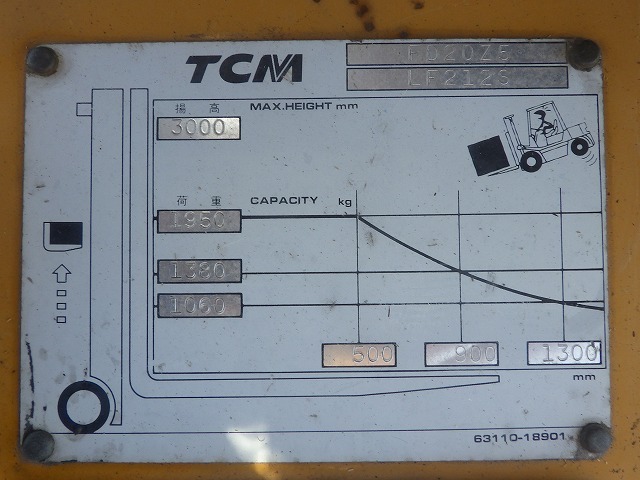 TCM
FD20Z5
LF212S
揚 高 MAX.HEIGHT mm
3000
荷 重 CAPACITY kg
1950
1380
1060
500 900 1300
mm
63110-18901